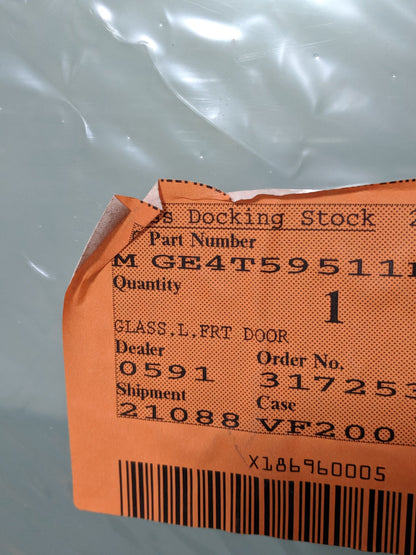 Docking Stock
Part Number
M GE4T59511
Quantity
1
GLASS.L.FRT DOOR
Dealer Order No.
0591 317253
Shipment Case
21088 VF200
X186960005